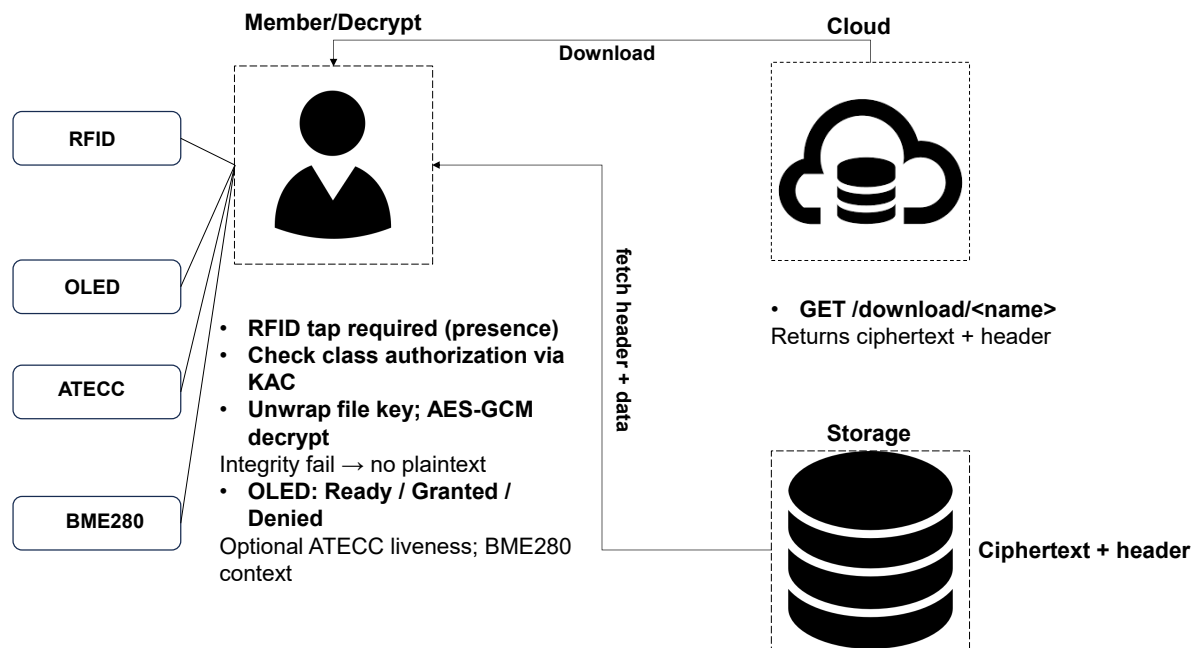 Member/Decrypt
Cloud
Download
RFID
OLED
ATECC
BME280
• RFID tap required (presence)
• Check class authorization via
KAC
• Unwrap file key; AES-GCM
decrypt
Integrity fail → no plaintext
• OLED: Ready / Granted /
Denied
Optional ATECC liveness; BME280
context
fetch header + data
• GET /download/<name>
Returns ciphertext + header
Storage
Ciphertext + header